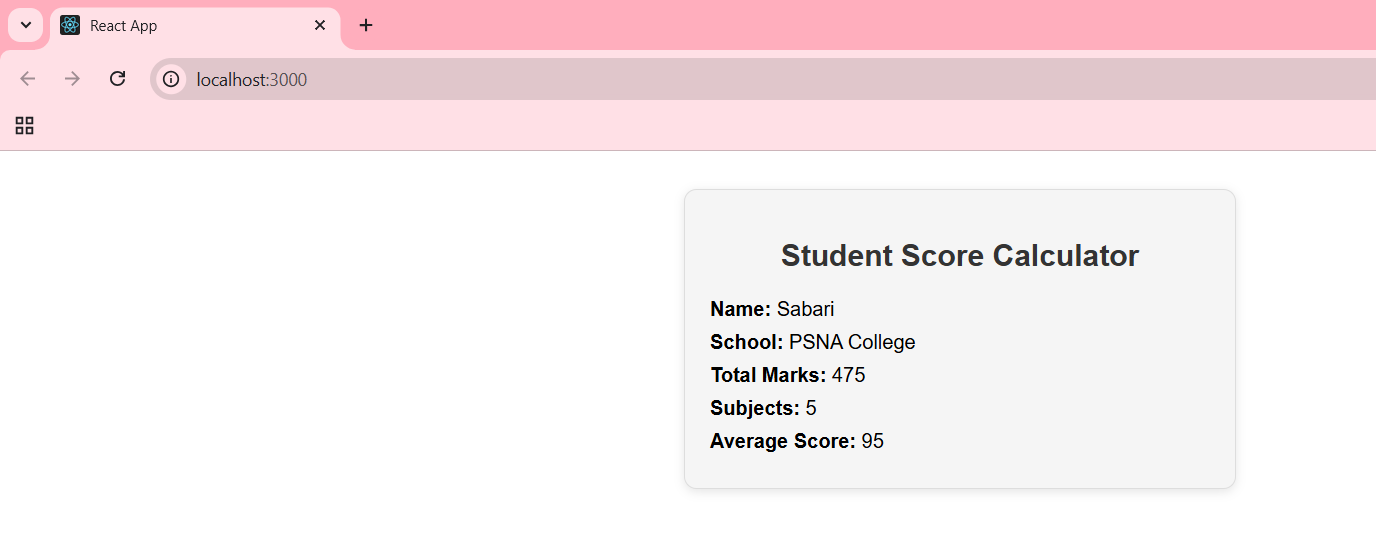 React App
localhost:3000
Student Score Calculator
Name: Sabari
School: PSNA College
Total Marks: 475
Subjects: 5
Average Score: 95